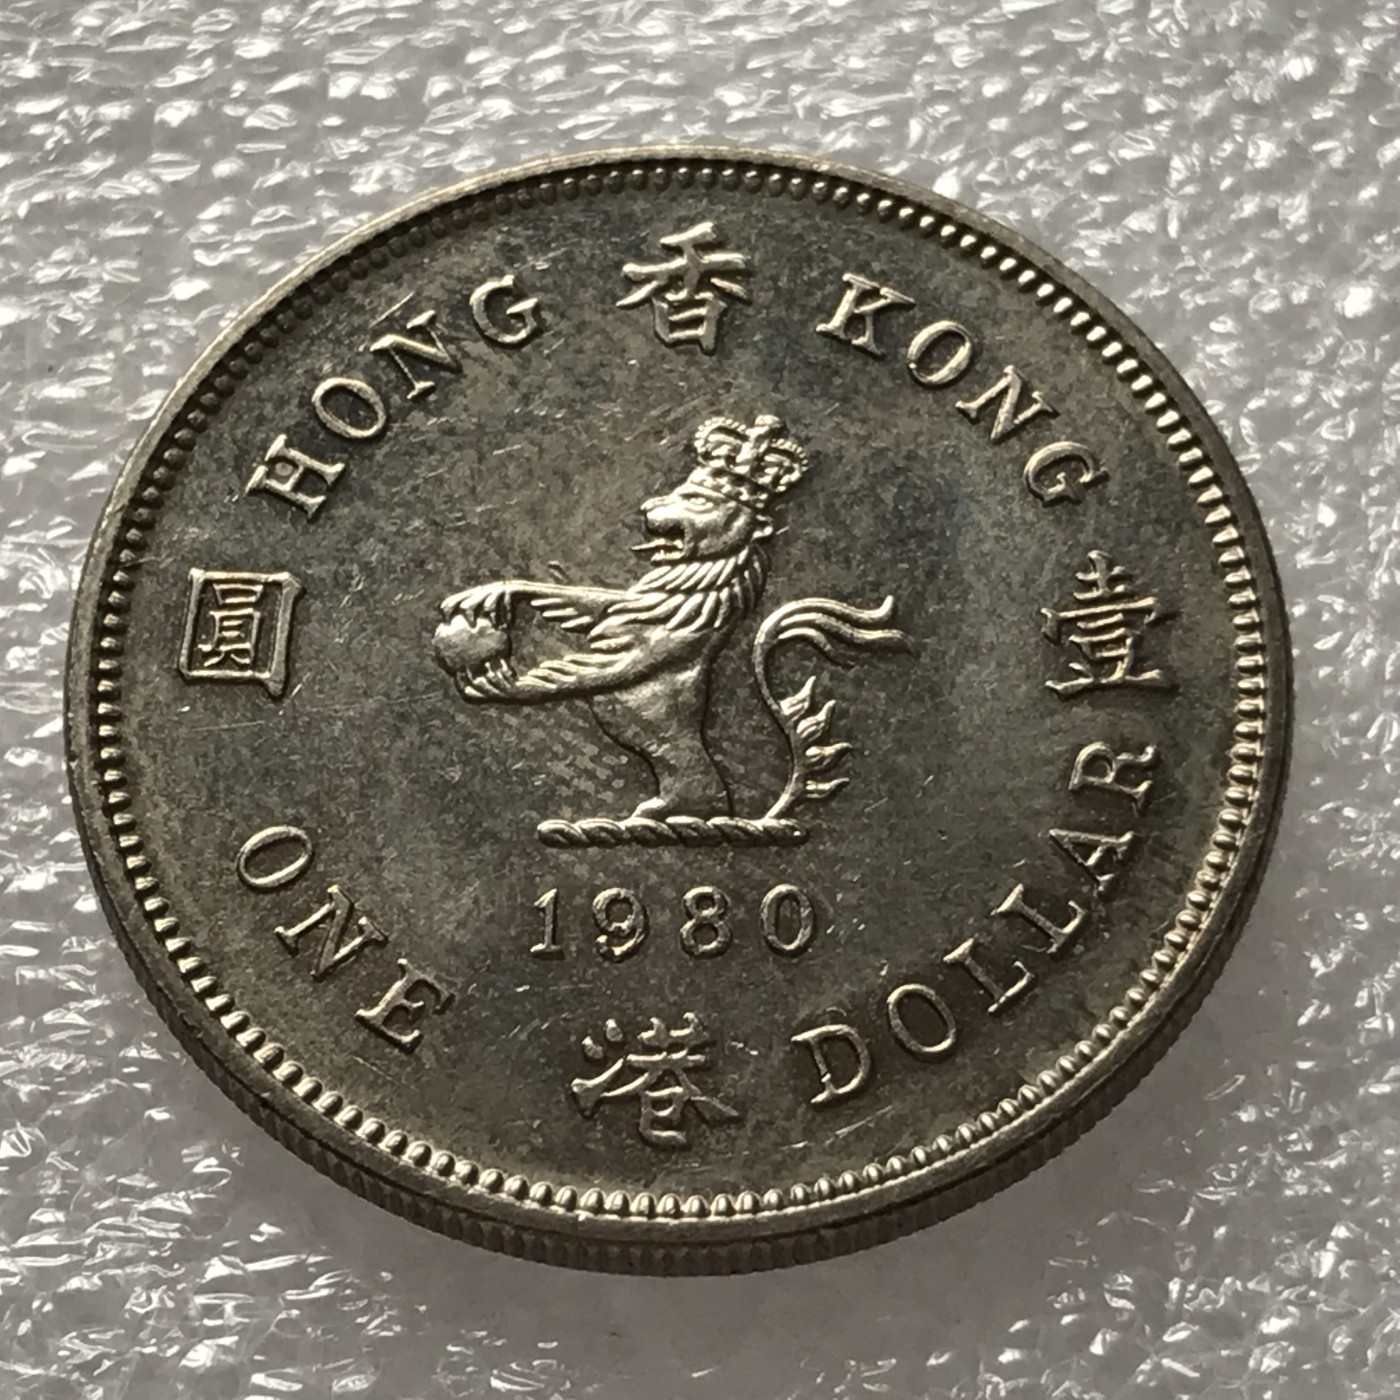 HONG KONG
香港
壹圓
1980
ONE DOLLAR